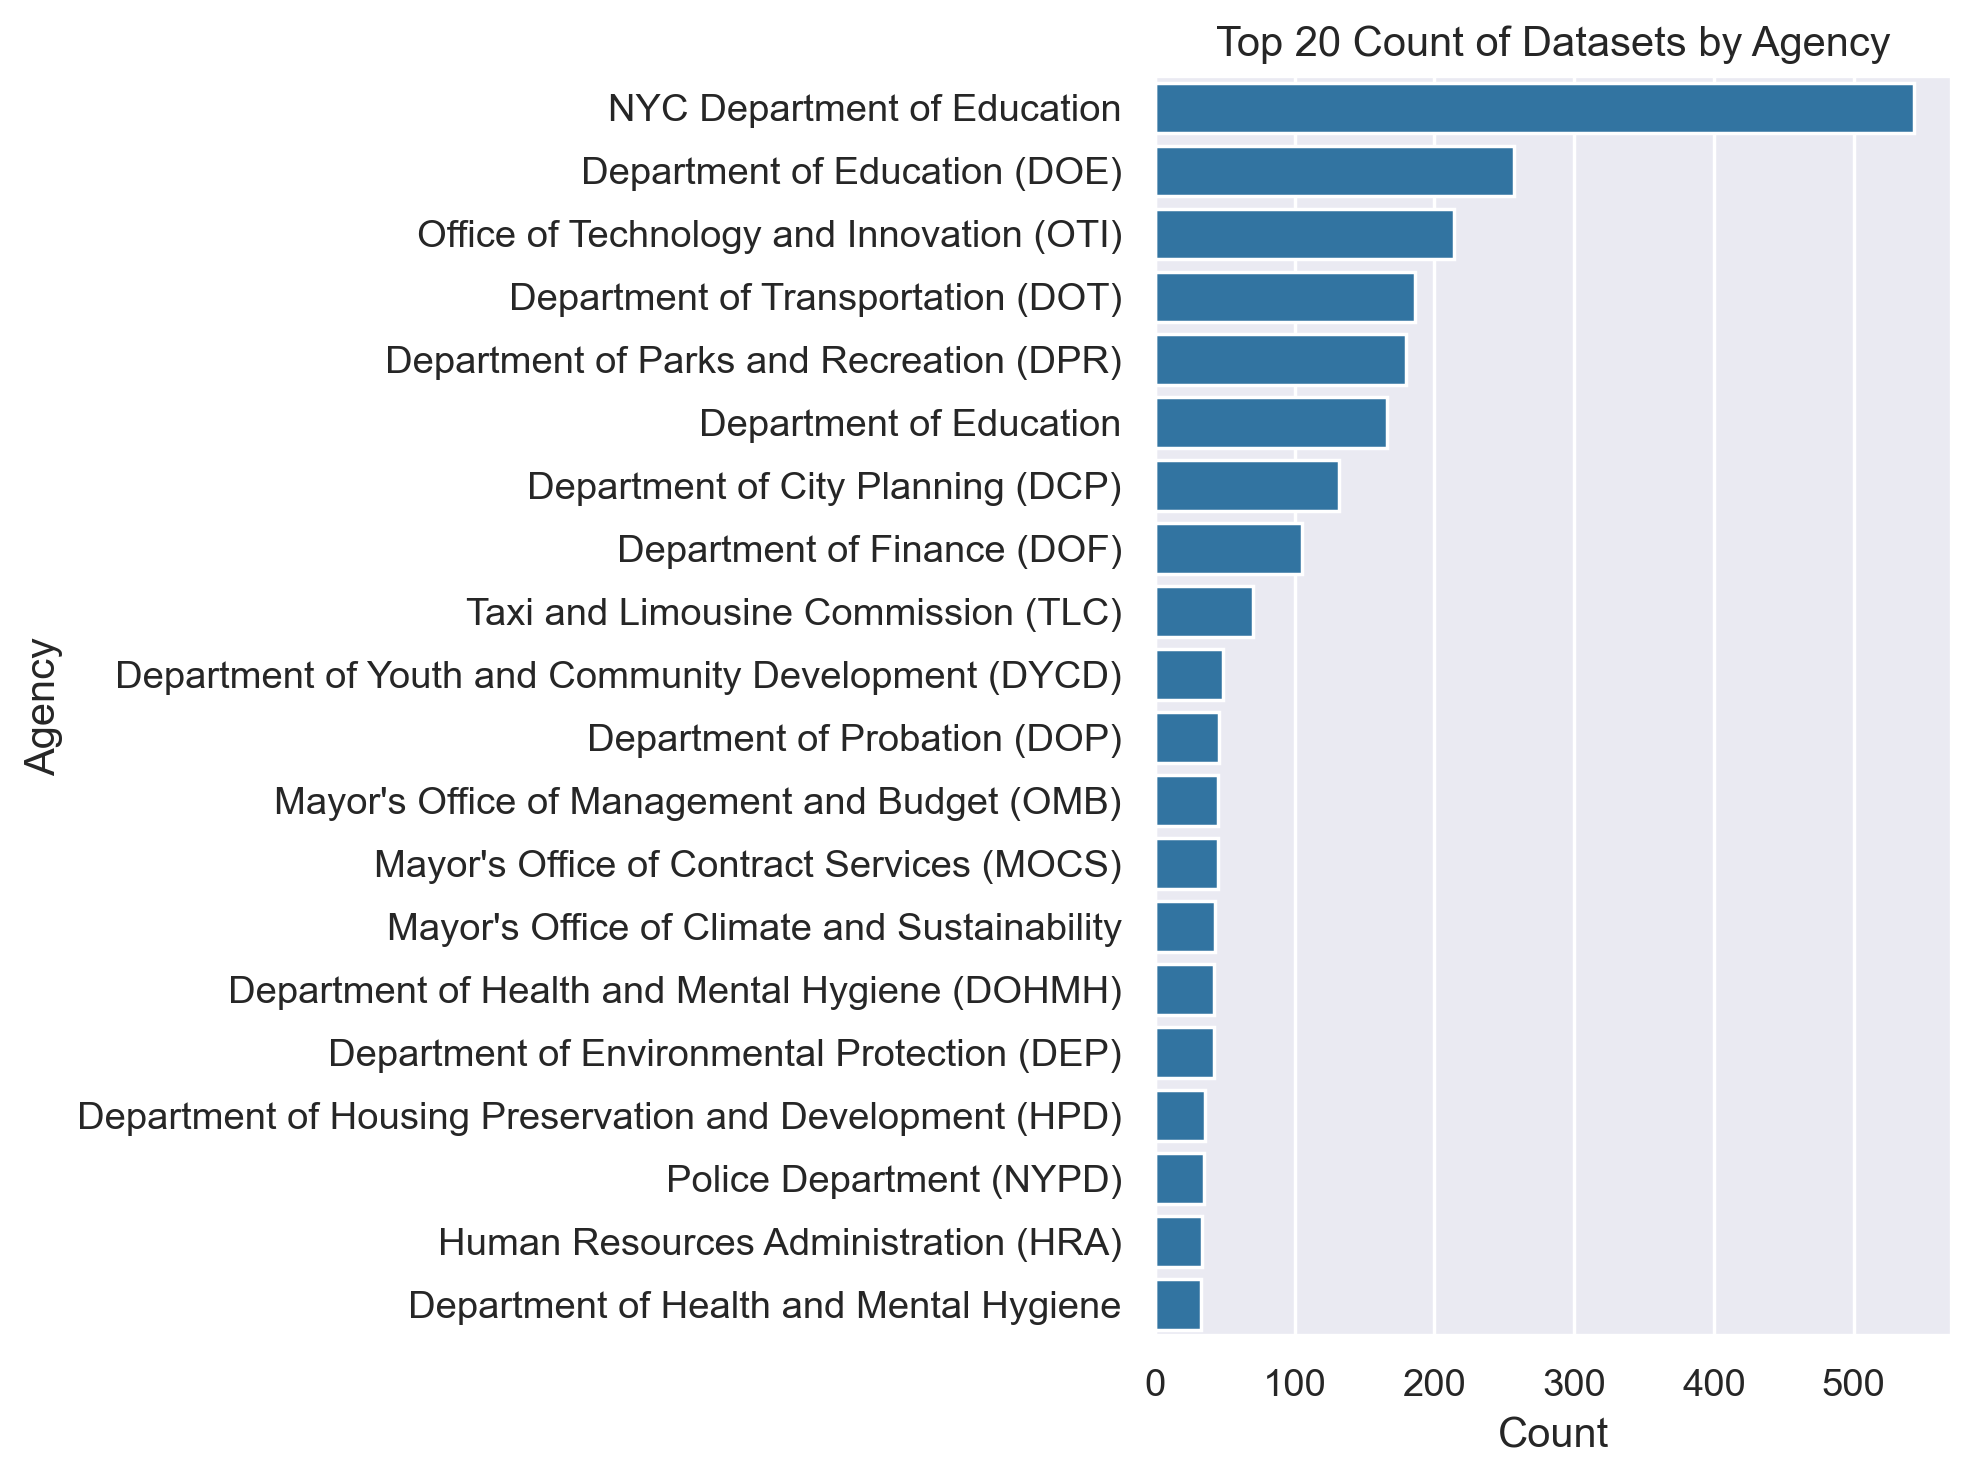 Top 20 Count of Datasets by Agency
NYC Department of Education
Department of Education (DOE)
Office of Technology and Innovation (OTI)
Department of Transportation (DOT)
Department of Parks and Recreation (DPR)
Department of Education
Department of City Planning (DCP)
Department of Finance (DOF)
Taxi and Limousine Commission (TLC)
Department of Youth and Community Development (DYCD)
Department of Probation (DOP)
Mayor's Office of Management and Budget (OMB)
Mayor's Office of Contract Services (MOCS)
Mayor's Office of Climate and Sustainability
Department of Health and Mental Hygiene (DOHMH)
Department of Environmental Protection (DEP)
Department of Housing Preservation and Development (HPD)
Police Department (NYPD)
Human Resources Administration (HRA)
Department of Health and Mental Hygiene
Agency
0 100 200 300 400 500
Count